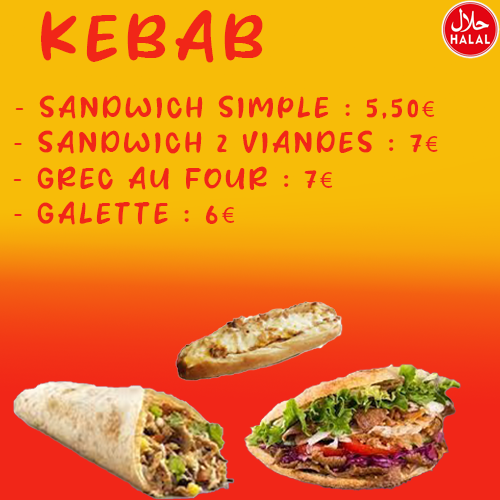 KEBAB
حلال
HALAL
- SANDWICH SIMPLE : 5,50€
- SANDWICH 2 VIANDES : 7€
- GREC AU FOUR : 7€
- GALETTE : 6€